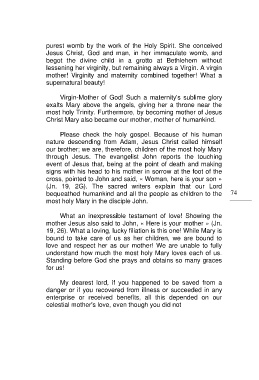 purest womb by the work of the Holy Spirit. She conceived
Jesus Christ, God and man, in her immaculate womb, and
begot the divine child in a grotto at Bethlehem without
lessening her virginity, but remaining always a Virgin. A virgin
mother! Virginity and maternity combined together! What a
supernatural beauty!
Virgin-Mother of God! Such a maternity's sublime glory
exalts Mary above the angels, giving her a throne near the
most holy Trinity. Furthermore, by becoming mother of Jesus
Christ Mary also became our mother, mother of humankind.
Please check the holy gospel. Because of his human
nature descending from Adam, Jesus Christ called himself
our brother: we are, therefore, children of the most holy Mary
through Jesus. The evangelist John reports the touching
event of Jesus that, being at the point of death and making
signs with his head to his mother in sorrow at the foot of the
cross, pointed to John and said, « Woman, here is your son »
(Jn. 19, 2G). The sacred writers explain that our Lord
bequeathed humankind and all the people as children to the
most holy Mary in the disciple John.
74
What an inexpressible testament of love! Showing the
mother Jesus also said to John, « Here is your mother » (Jn.
19, 26). What a loving, lucky filiation is this one! While Mary is
bound to take care of us as her children, we are bound to
love and respect her as our mother! We are unable to fully
understand how much the most holy Mary loves each of us.
Standing before God she prays and obtains so many graces
for us!
My dearest lord, if you happened to be saved from a
danger or if you recovered from illness or succeeded in any
enterprise or received benefits, all this depended on our
celestial mother's love, even though you did not